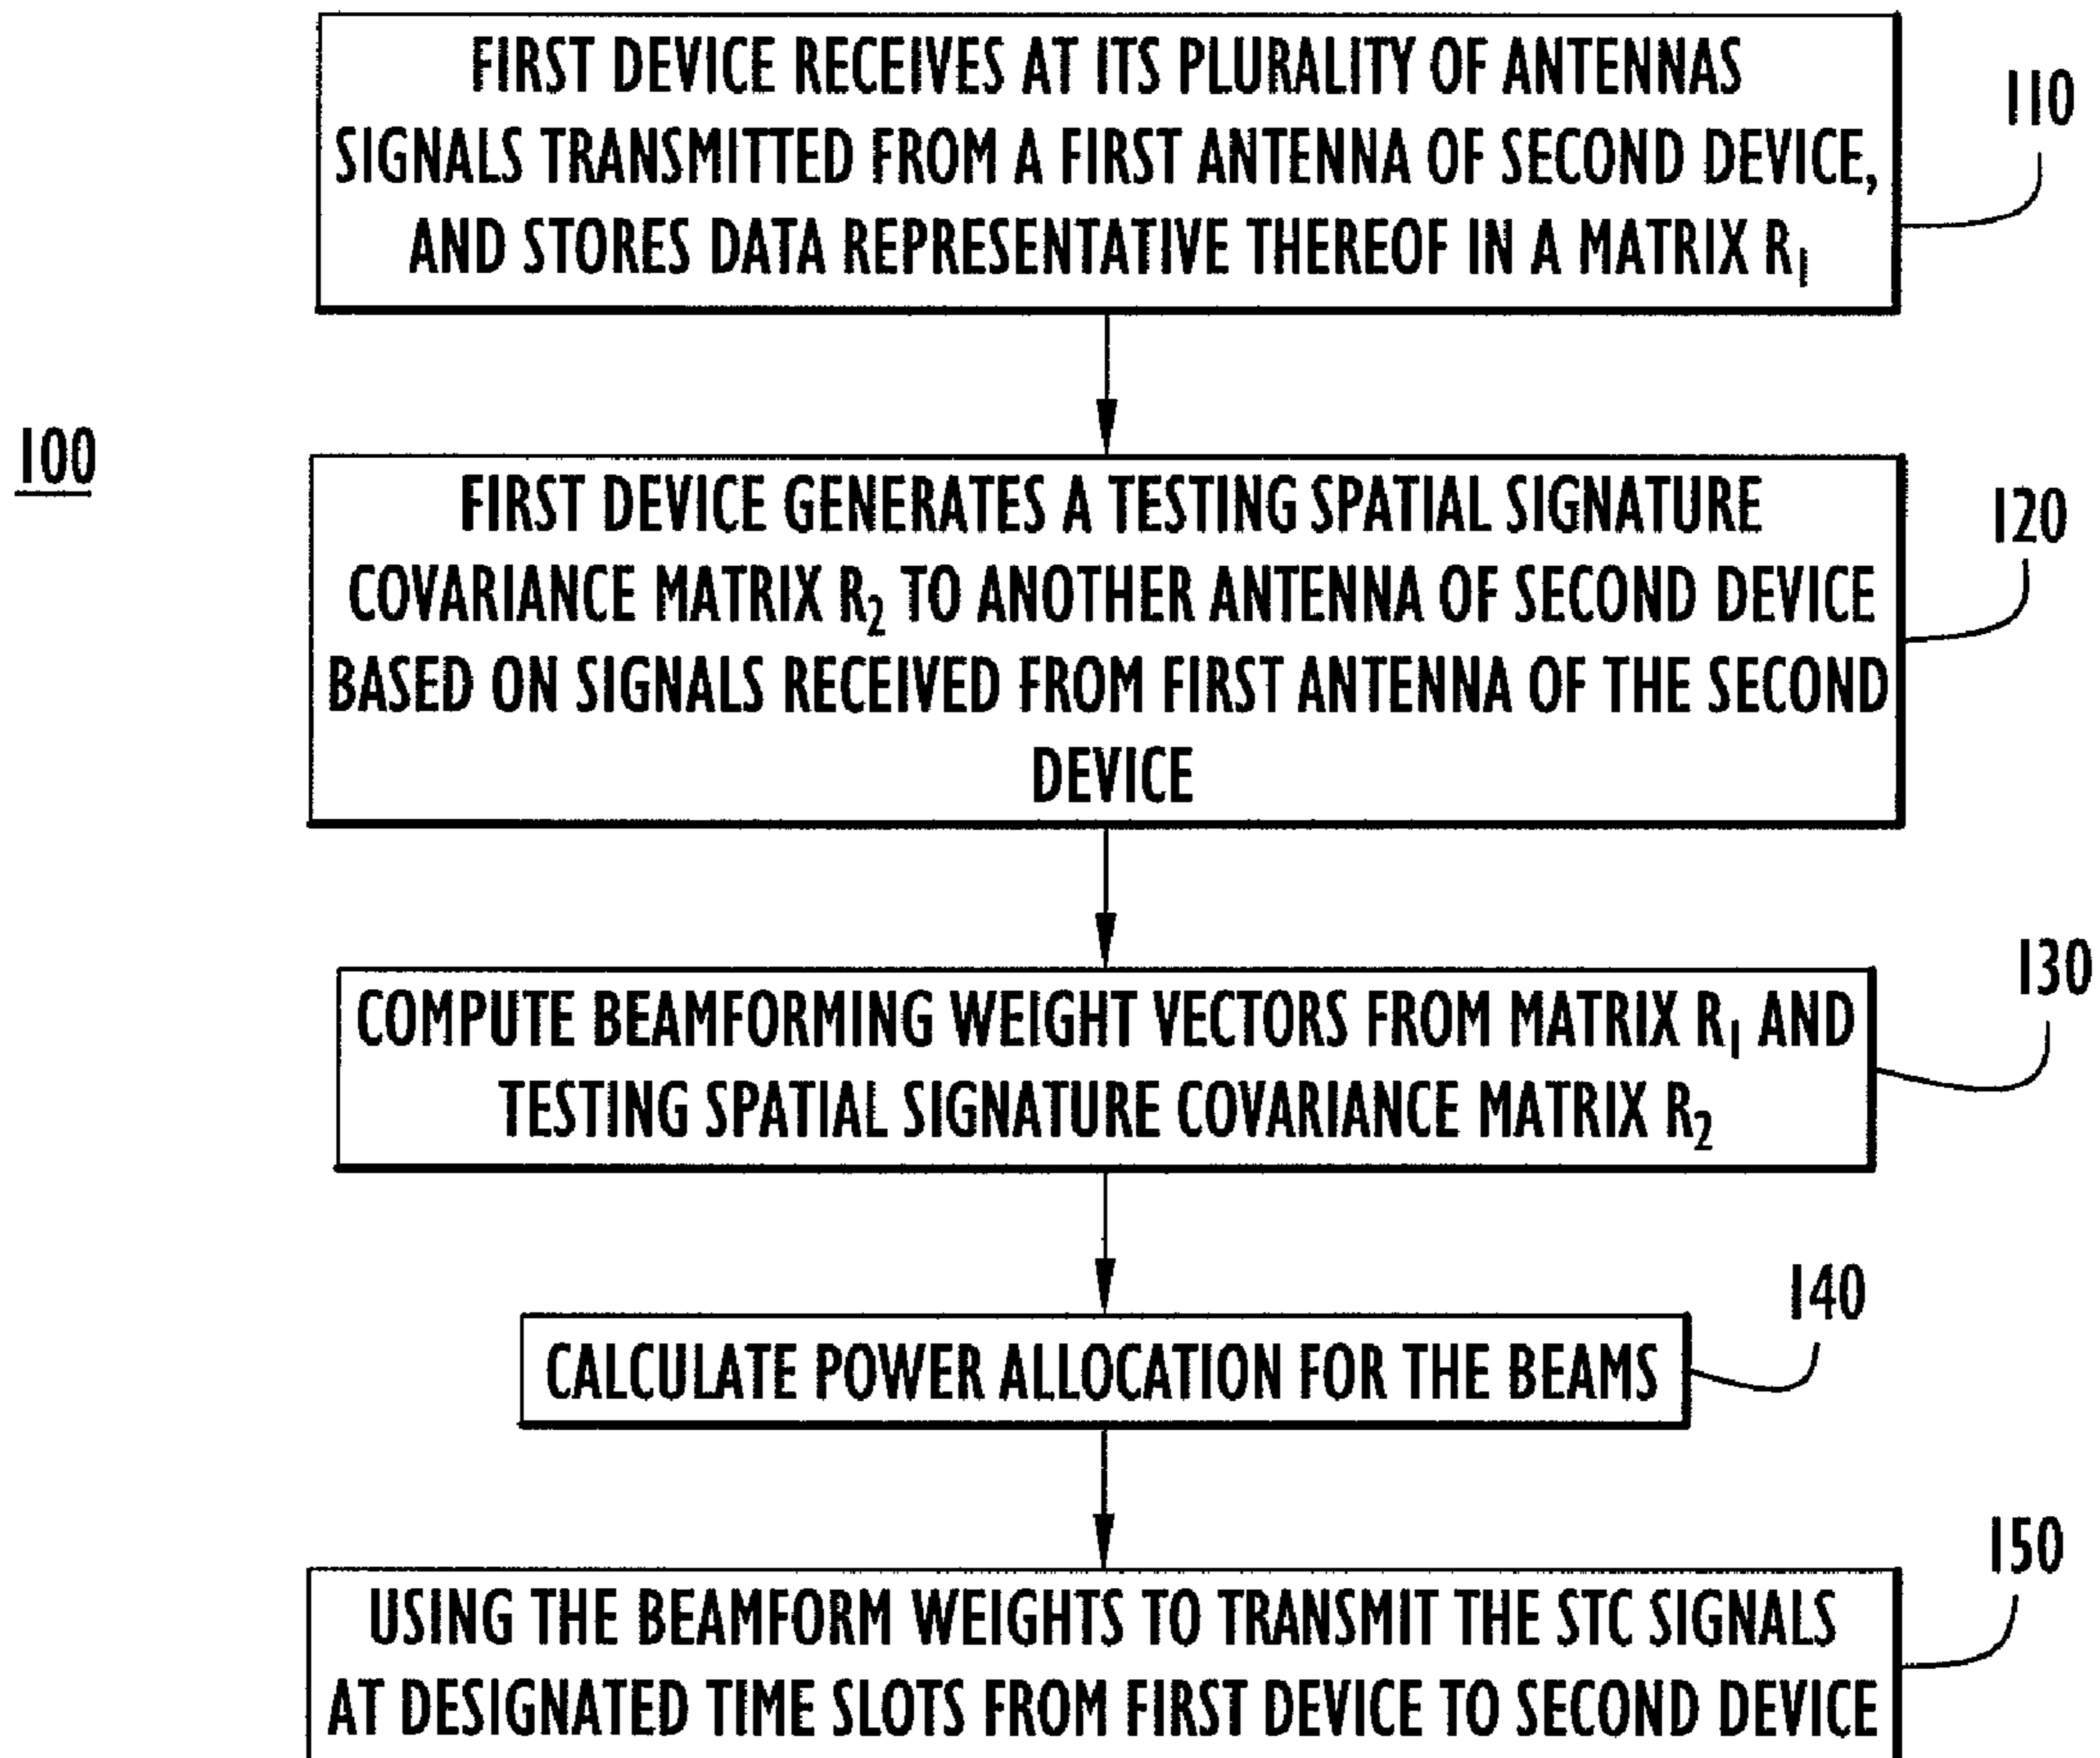 FIRST DEVICE RECEIVES AT ITS PLURALITY OF ANTENNAS
SIGNALS TRANSMITTED FROM A FIRST ANTENNA OF SECOND DEVICE,
AND STORES DATA REPRESENTATIVE THEREOF IN A MATRIX R₁
110
100
FIRST DEVICE GENERATES A TESTING SPATIAL SIGNATURE
COVARIANCE MATRIX R₂ TO ANOTHER ANTENNA OF SECOND DEVICE
BASED ON SIGNALS RECEIVED FROM FIRST ANTENNA OF THE SECOND
DEVICE
120
COMPUTE BEAMFORMING WEIGHT VECTORS FROM MATRIX R₁ AND
TESTING SPATIAL SIGNATURE COVARIANCE MATRIX R₂
130
CALCULATE POWER ALLOCATION FOR THE BEAMS
140
USING THE BEAMFORM WEIGHTS TO TRANSMIT THE STC SIGNALS
AT DESIGNATED TIME SLOTS FROM FIRST DEVICE TO SECOND DEVICE
150